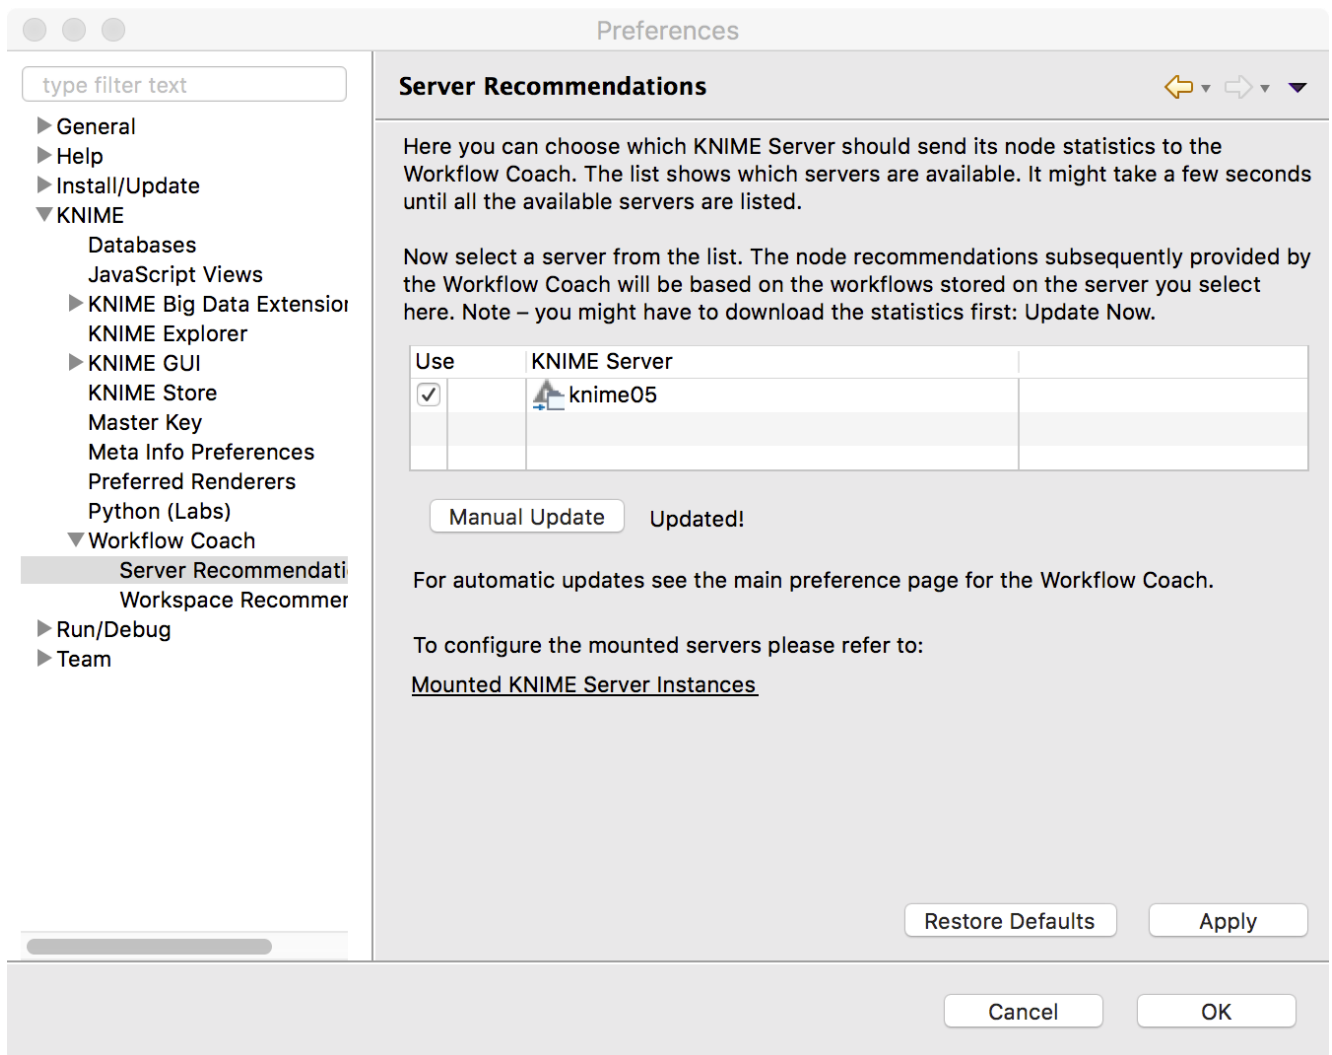 Preferences
type filter text
General
Help
Install/Update
KNIME
Databases
JavaScript Views
KNIME Big Data Extension
KNIME Explorer
KNIME GUI
KNIME Store
Master Key
Meta Info Preferences
Preferred Renderers
Python (Labs)
Workflow Coach
Server Recommendati
Workspace Recommen
Run/Debug
Team
Server Recommendations
Here you can choose which KNIME Server should send its node statistics to the
Workflow Coach. The list shows which servers are available. It might take a few seconds
until all the available servers are listed.
Now select a server from the list. The node recommendations subsequently provided by
the Workflow Coach will be based on the workflows stored on the server you select
here. Note – you might have to download the statistics first: Update Now.
Use KNIME Server
knime05
Manual Update Updated!
For automatic updates see the main preference page for the Workflow Coach.
To configure the mounted servers please refer to:
Mounted KNIME Server Instances
Restore Defaults Apply
Cancel OK